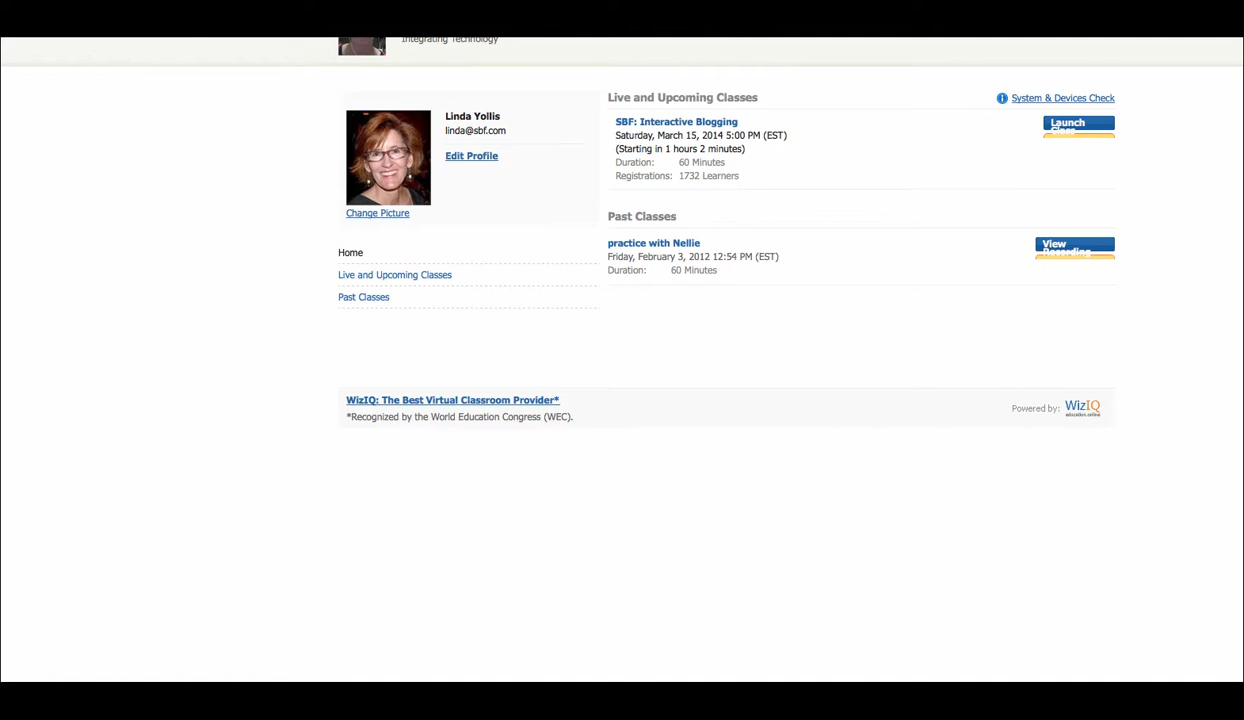 Integrating Technology
Linda Yollis
linda@sbf.com
Edit Profile
Change Picture
Home
Live and Upcoming Classes
Past Classes
Live and Upcoming Classes
System & Devices Check
SBF: Interactive Blogging
Saturday, March 15, 2014 5:00 PM (EST)
(Starting in 1 hours 2 minutes)
Duration: 60 Minutes
Registrations: 1732 Learners
Launch
Class
Past Classes
practice with Nellie
Friday, February 3, 2012 12:54 PM (EST)
Duration: 60 Minutes
View
Recording
WizIQ: The Best Virtual Classroom Provider*
*Recognized by the World Education Congress (WEC).
Powered by: WizIQ
education.online